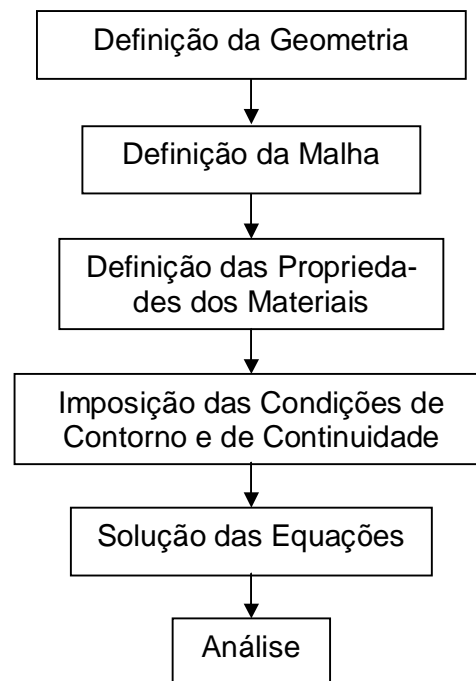 Definição da Geometria
Definição da Malha
Definição das Proprieda-
des dos Materiais
Imposição das Condições de
Contorno e de Continuidade
Solução das Equações
Análise